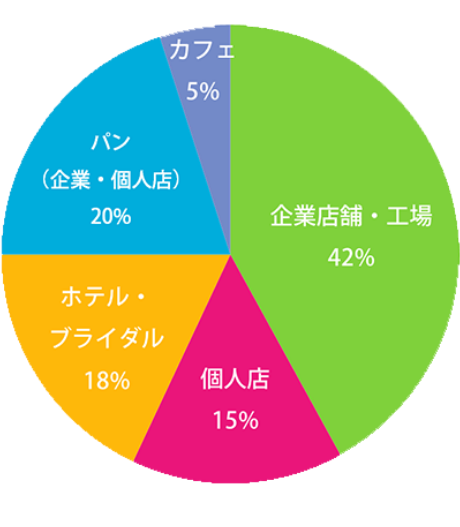 カフェ
5%
パン
（企業・個人店）
20%
企業店舗・工場
42%
ホテル・
ブライダル
18%
個人店
15%